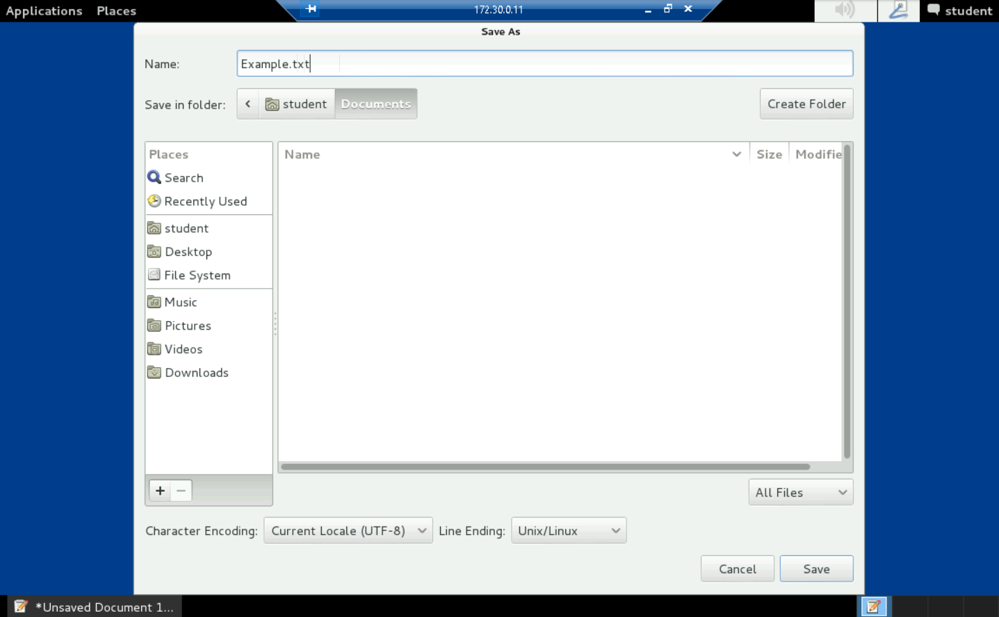 Applications Places 172.30.0.11 student
Save As
Name: Example.txt
Save in folder: student Documents Create Folder
Places Name Size Modifie
Search
Recently Used
student
Desktop
File System
Music
Pictures
Videos
Downloads
All Files
Character Encoding: Current Locale (UTF-8) Line Ending: Unix/Linux
Cancel Save
*Unsaved Document 1...